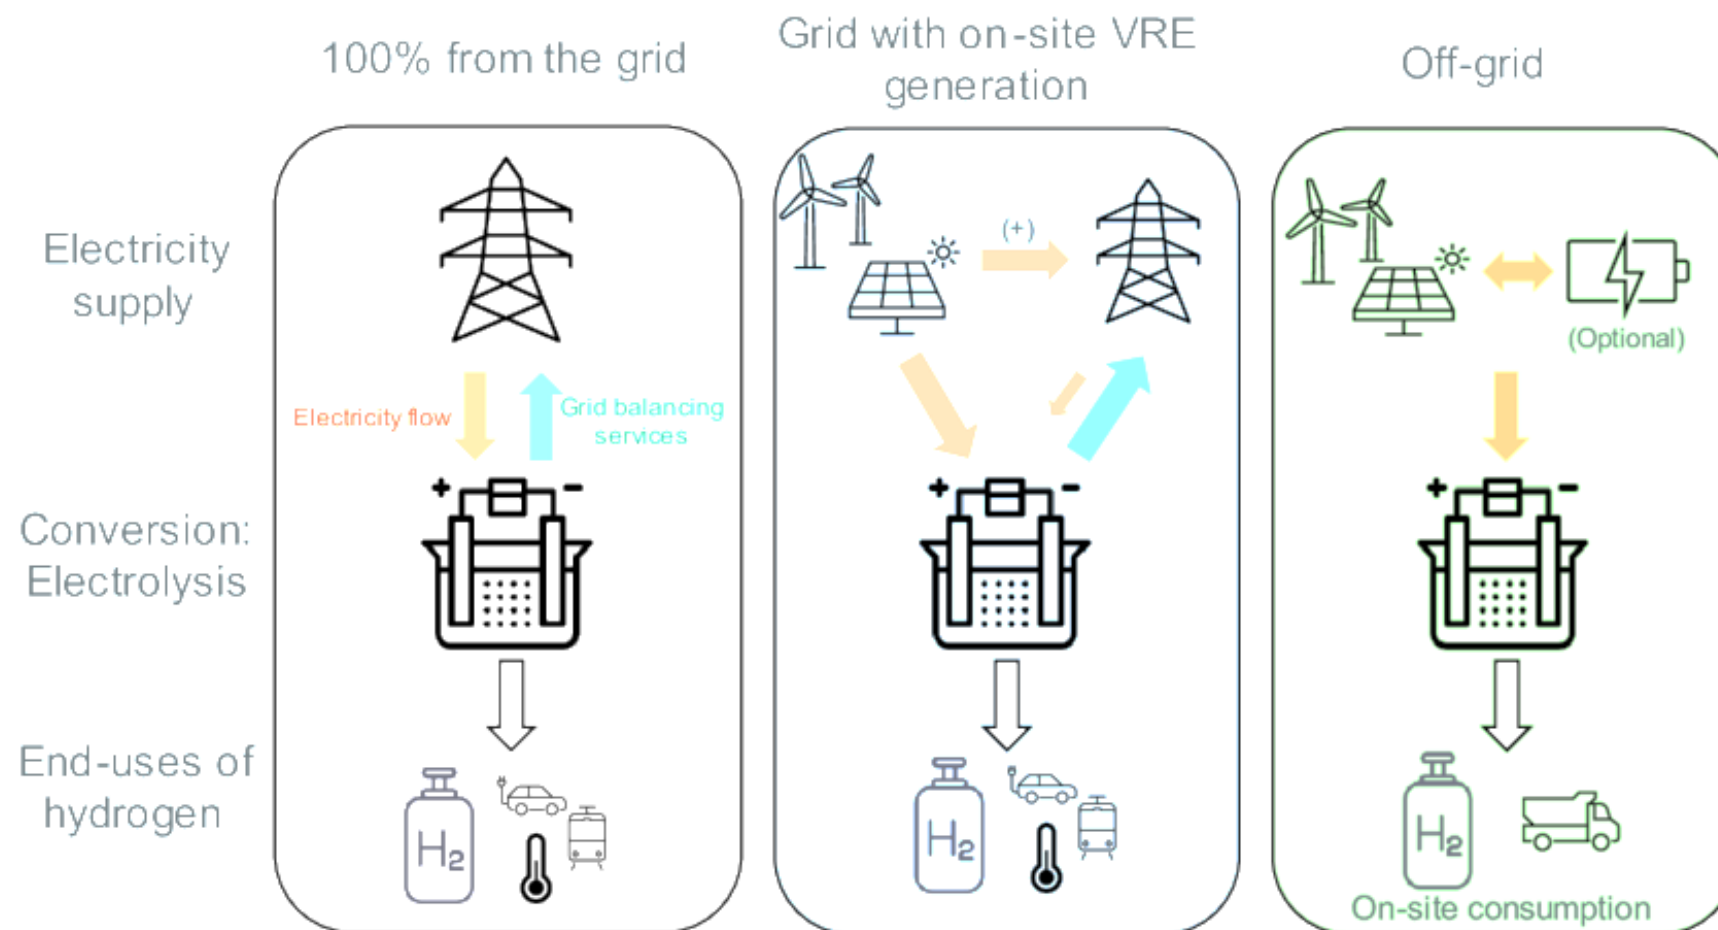 100% from the grid
Grid with on-site VRE
generation
Off-grid
Electricity
supply
(+)
(Optional)
Electricity flow
Grid balancing
services
+ -
+ -
+ -
Conversion:
Electrolysis
End-uses of
hydrogen
H2
H2
H2
On-site consumption